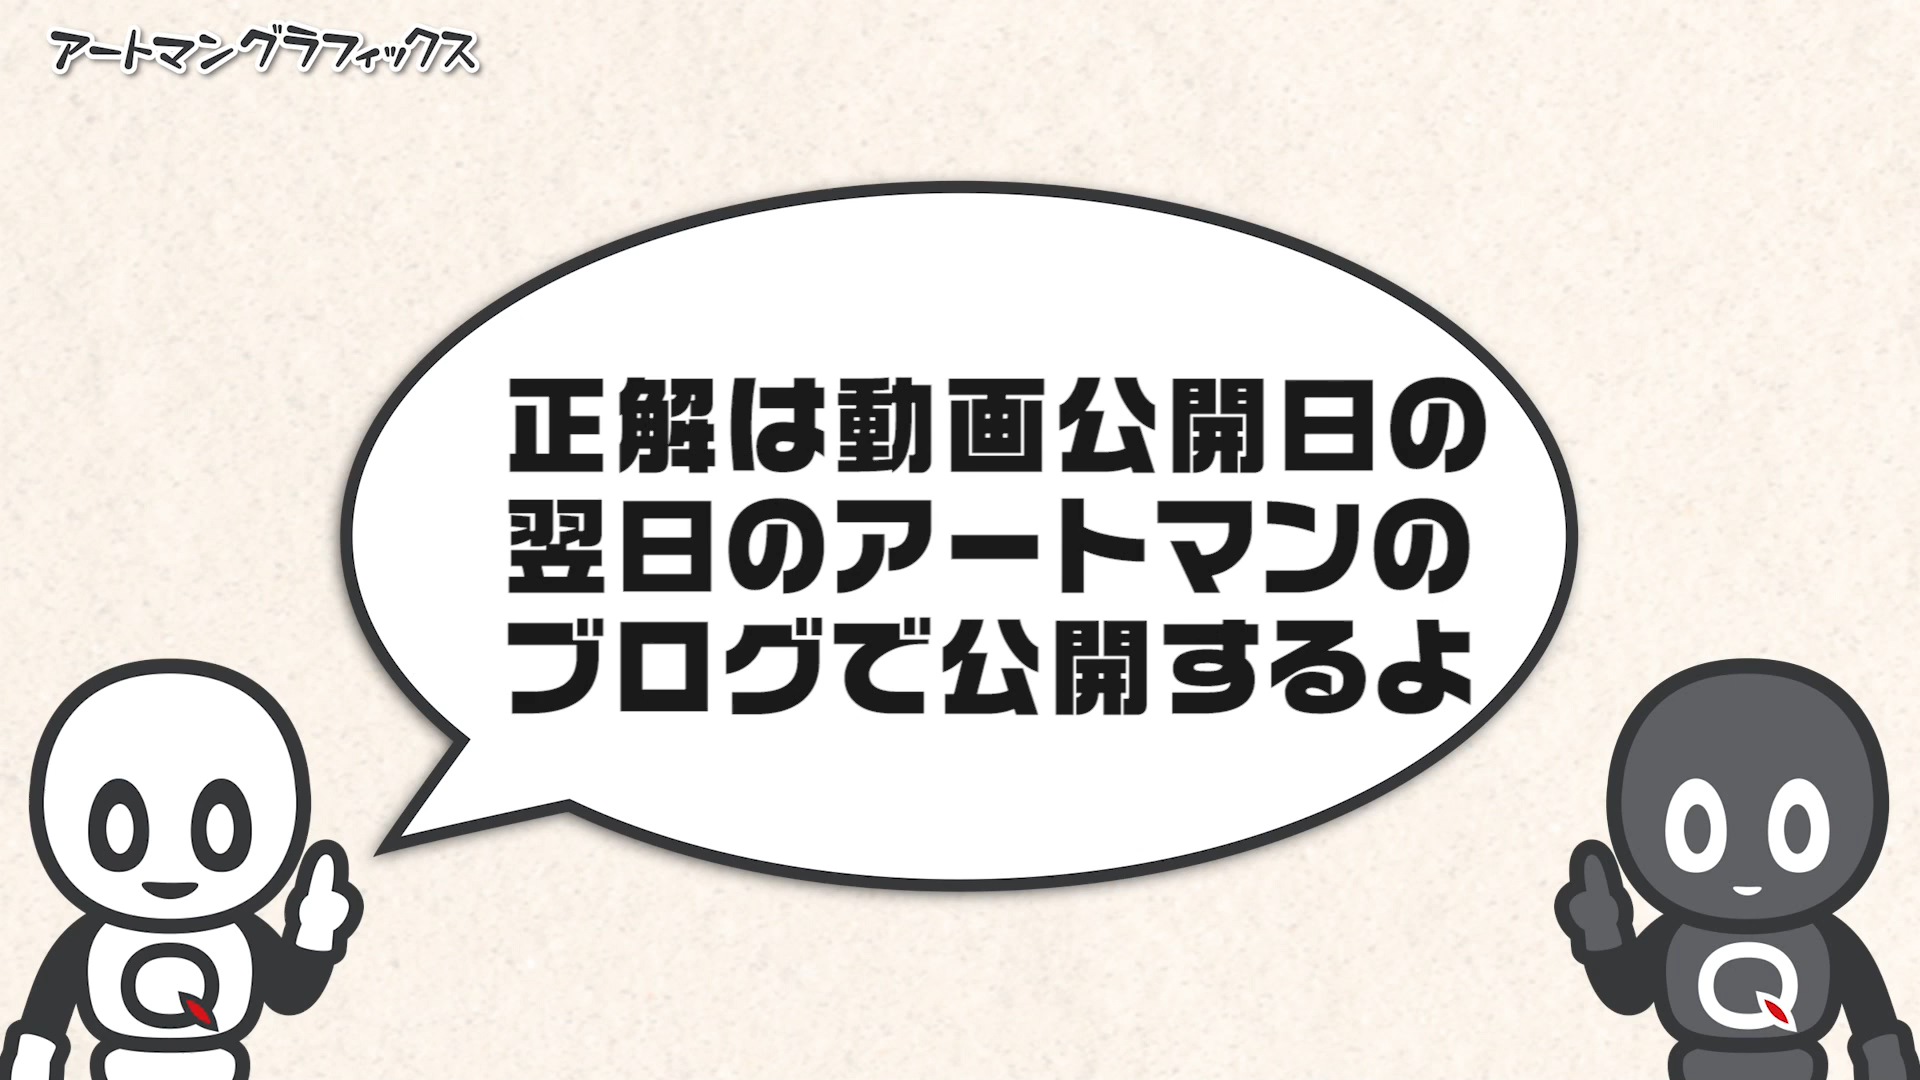 アートマングラフィックス
正解は動画公開日の
翌日のアートマンの
ブログで公開するよ
Q
Q